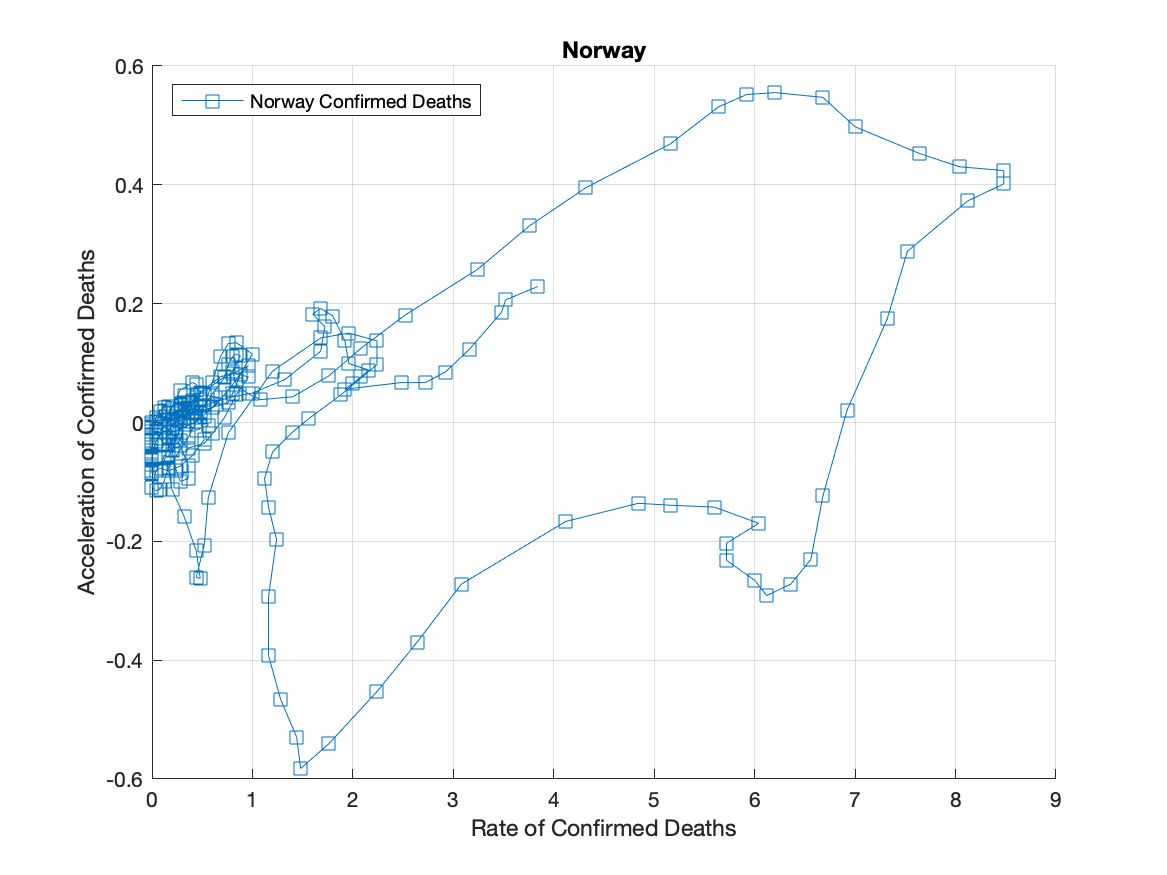 Norway
Norway Confirmed Deaths
Acceleration of Confirmed Deaths
0.6
0.4
0.2
0
-0.2
-0.4
-0.6
0 1 2 3 4 5 6 7 8 9
Rate of Confirmed Deaths